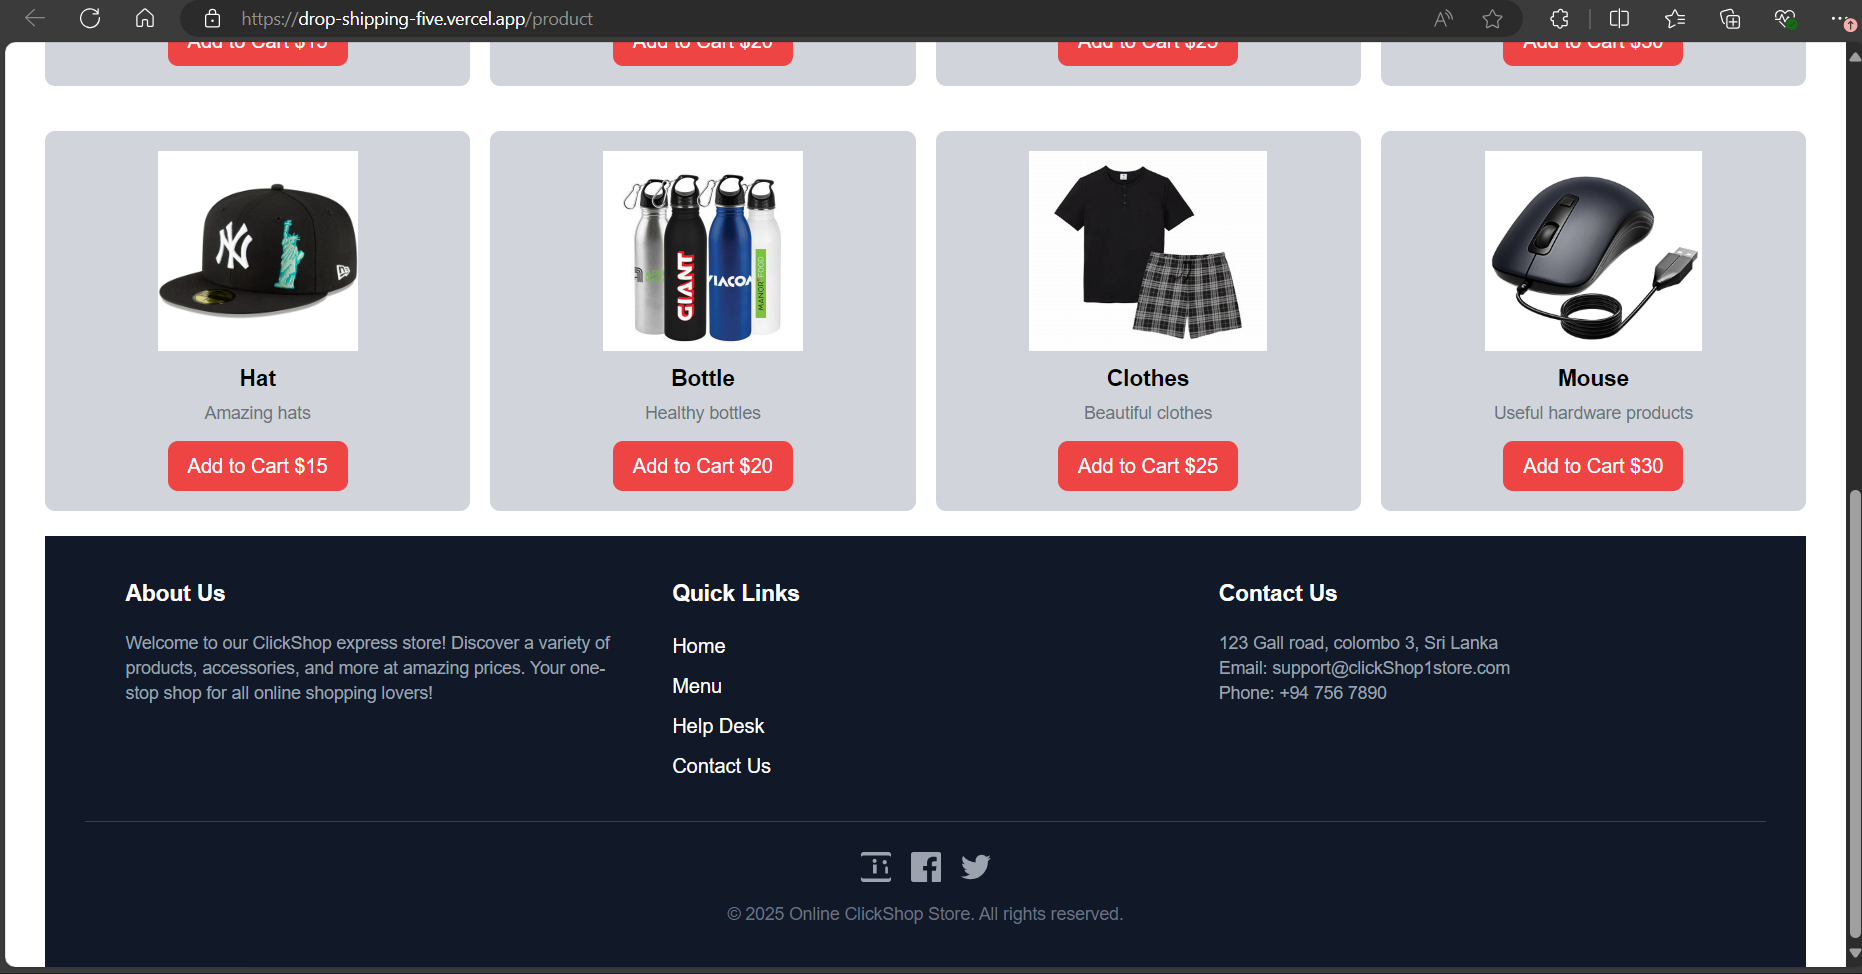 https://drop-shipping-five.vercel.app/product
Add to Cart $15
Add to Cart $20
Add to Cart $25
Add to Cart $30
NY
GIANT
VIACOM
MANOR FOOD
Hat
Bottle
Clothes
Mouse
Amazing hats
Healthy bottles
Beautiful clothes
Useful hardware products
Add to Cart $15
Add to Cart $20
Add to Cart $25
Add to Cart $30
About Us
Welcome to our ClickShop express store! Discover a variety of
products, accessories, and more at amazing prices. Your one-
stop shop for all online shopping lovers!
Quick Links
Home
Menu
Help Desk
Contact Us
Contact Us
123 Gall road, colombo 3, Sri Lanka
Email: support@clickShop1store.com
Phone: +94 756 7890
© 2025 Online ClickShop Store. All rights reserved.